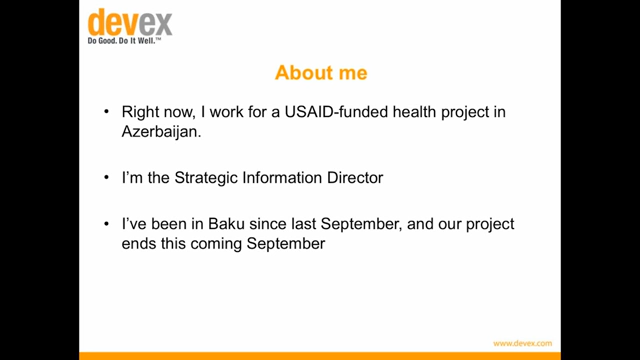 devex
Do Good. Do It Well.™
About me
• Right now, I work for a USAID-funded health project in
Azerbaijan.
• I’m the Strategic Information Director
• I’ve been in Baku since last September, and our project
ends this coming September
www.devex.com